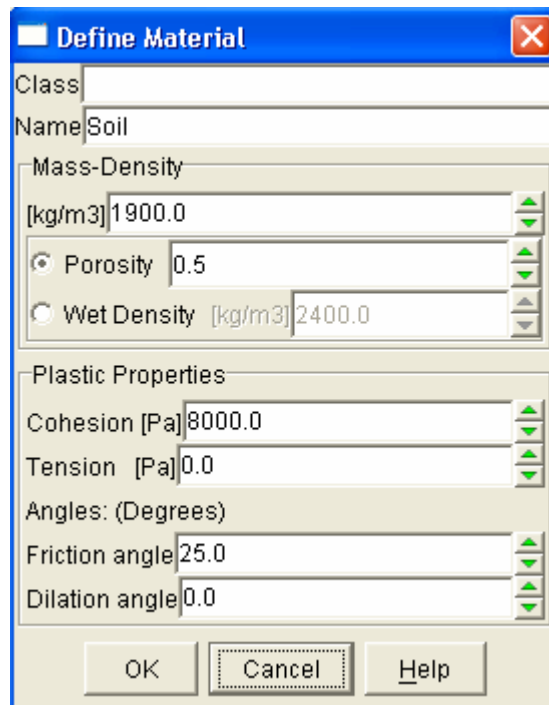 Define Material
Class
Name Soil
Mass-Density
[kg/m3] 1900.0
Porosity 0.5
Wet Density [kg/m3] 2400.0
Plastic Properties
Cohesion [Pa] 8000.0
Tension [Pa] 0.0
Angles: (Degrees)
Friction angle 25.0
Dilation angle 0.0
OK Cancel Help